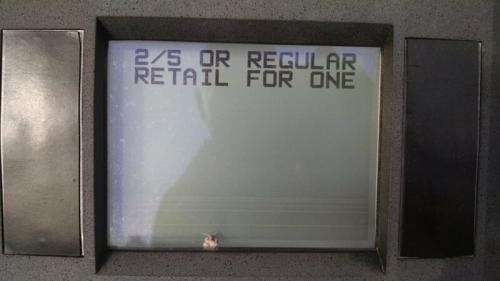 2/5 OR REGULAR
RETAIL FOR ONE